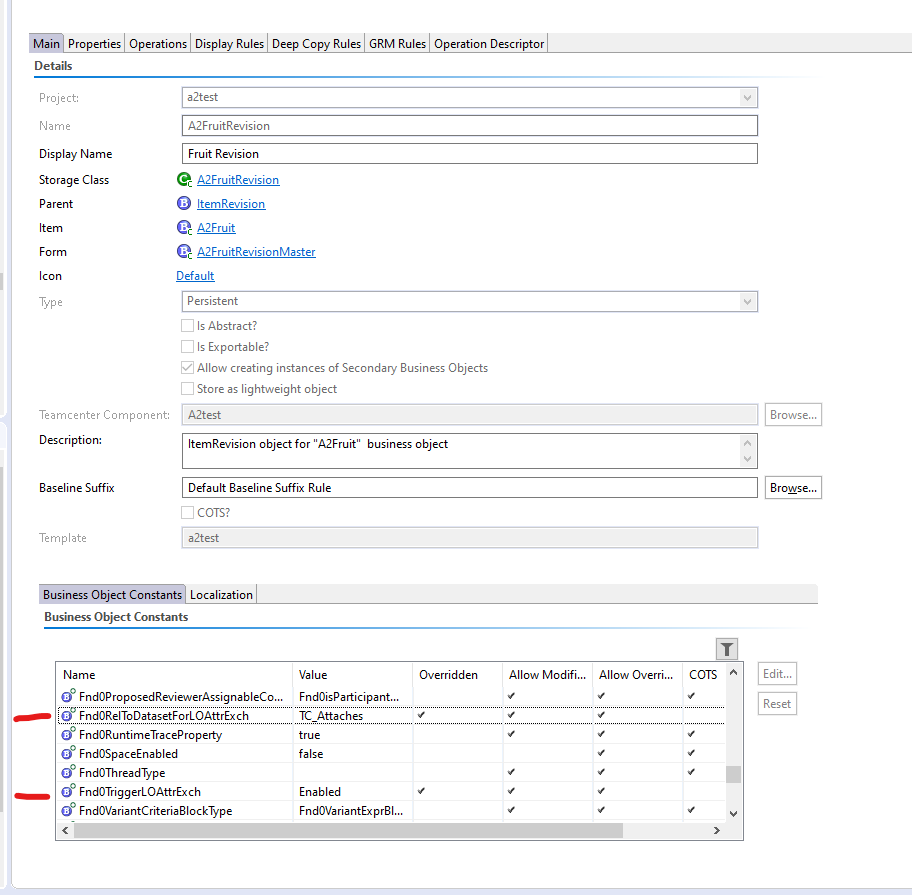 Main Properties Operations Display Rules Deep Copy Rules GRM Rules Operation Descriptor
Details
Project: a2test
Name A2FruitRevision
Display Name Fruit Revision
Storage Class A2FruitRevision
Parent ItemRevision
Item A2Fruit
Form A2FruitRevisionMaster
Icon Default
Type Persistent
Is Abstract?
Is Exportable?
Allow creating instances of Secondary Business Objects
Store as lightweight object
Teamcenter Component: A2test Browse...
Description: ItemRevision object for "A2Fruit" business object
Baseline Suffix Default Baseline Suffix Rule Browse...
COTS?
Template a2test
Business Object Constants Localization
Business Object Constants
Name Value Overridden Allow Modifi... Allow Overri... COTS Edit...
Fnd0ProposedReviewerAssignableCo... Fnd0isParticipant...
Fnd0RelToDatasetForLOAttrExch TC_Attaches Reset
Fnd0RuntimeTraceProperty true
Fnd0SpaceEnabled false
Fnd0ThreadType
Fnd0TriggerLOAttrExch Enabled
Fnd0VariantCriteriaBlockType Fnd0VariantExprBl...